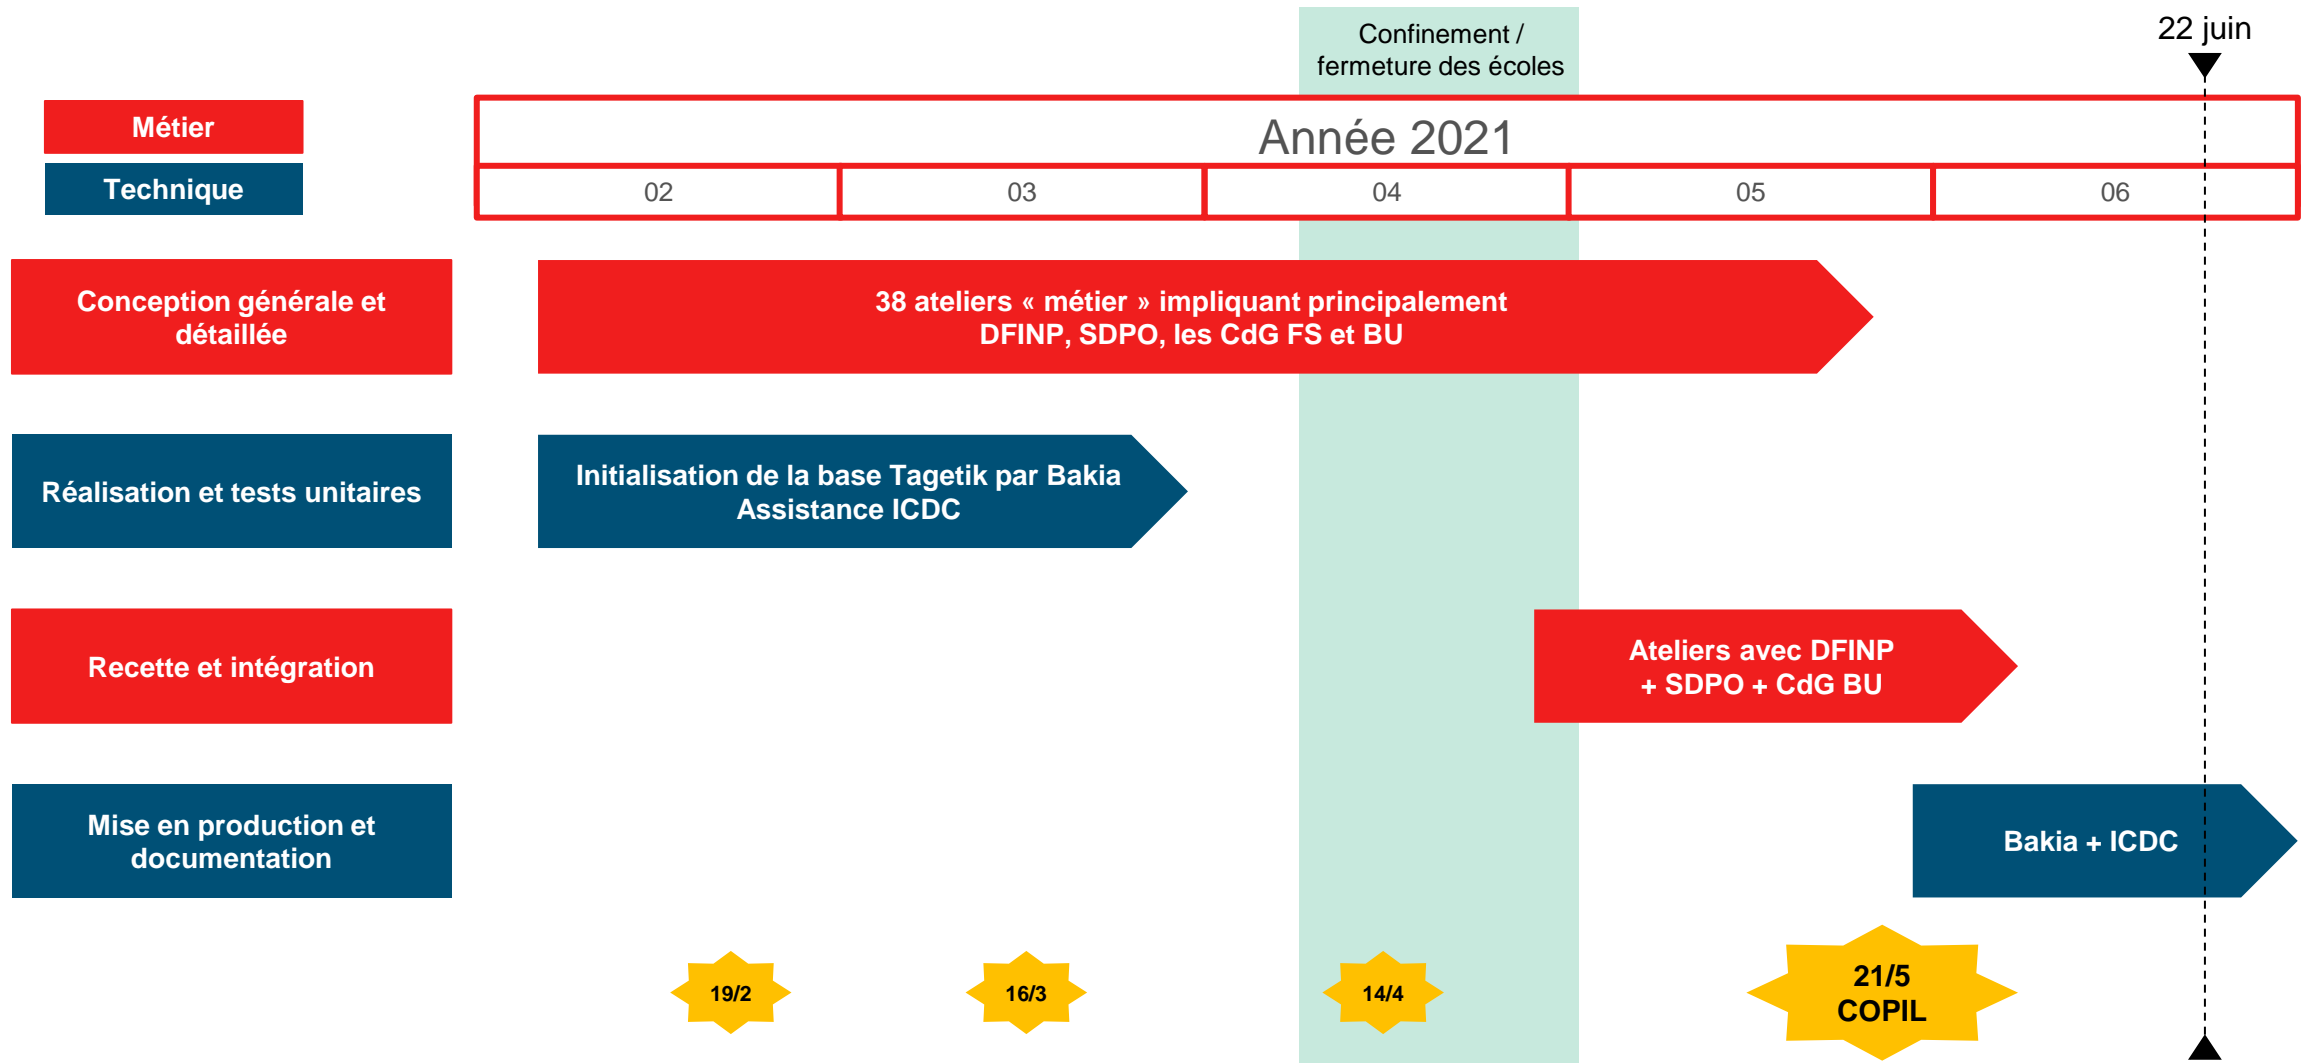 Confinement /
fermeture des écoles
22 juin
Métier
Technique
Année 2021
02
03
04
05
06
Conception générale et
détaillée
38 ateliers « métier » impliquant principalement
DFINP, SDPO, les CdG FS et BU
Réalisation et tests unitaires
Initialisation de la base Tagetik par Bakia
Assistance ICDC
Recette et intégration
Ateliers avec DFINP
+ SDPO + CdG BU
Mise en production et
documentation
Bakia + ICDC
19/2
16/3
14/4
21/5
COPIL